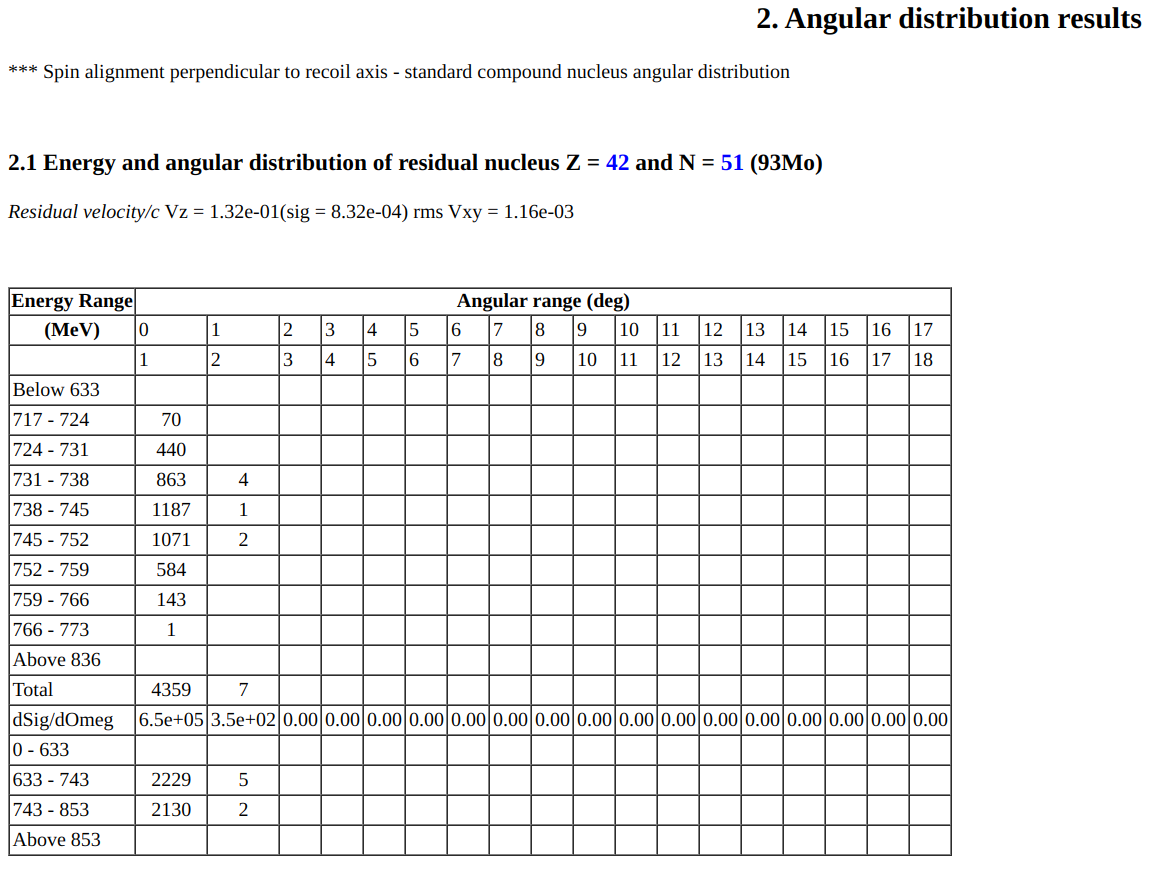 2. Angular distribution results
*** Spin alignment perpendicular to recoil axis - standard compound nucleus angular distribution
2.1 Energy and angular distribution of residual nucleus Z = 42 and N = 51 (93Mo)
Residual velocity/c Vz = 1.32e-01(sig = 8.32e-04) rms Vxy = 1.16e-03
Energy Range Angular range (deg)
(MeV) 0 1 2 3 4 5 6 7 8 9 10 11 12 13 14 15 16 17
1 2 3 4 5 6 7 8 9 10 11 12 13 14 15 16 17 18
Below 633
717 - 724 70
724 - 731 440
731 - 738 863 4
738 - 745 1187 1
745 - 752 1071 2
752 - 759 584
759 - 766 143
766 - 773 1
Above 836
Total 4359 7
dSig/dOmeg 6.5e+05 3.5e+02 0.00 0.00 0.00 0.00 0.00 0.00 0.00 0.00 0.00 0.00 0.00 0.00 0.00 0.00 0.00 0.00
0 - 633
633 - 743 2229 5
743 - 853 2130 2
Above 853